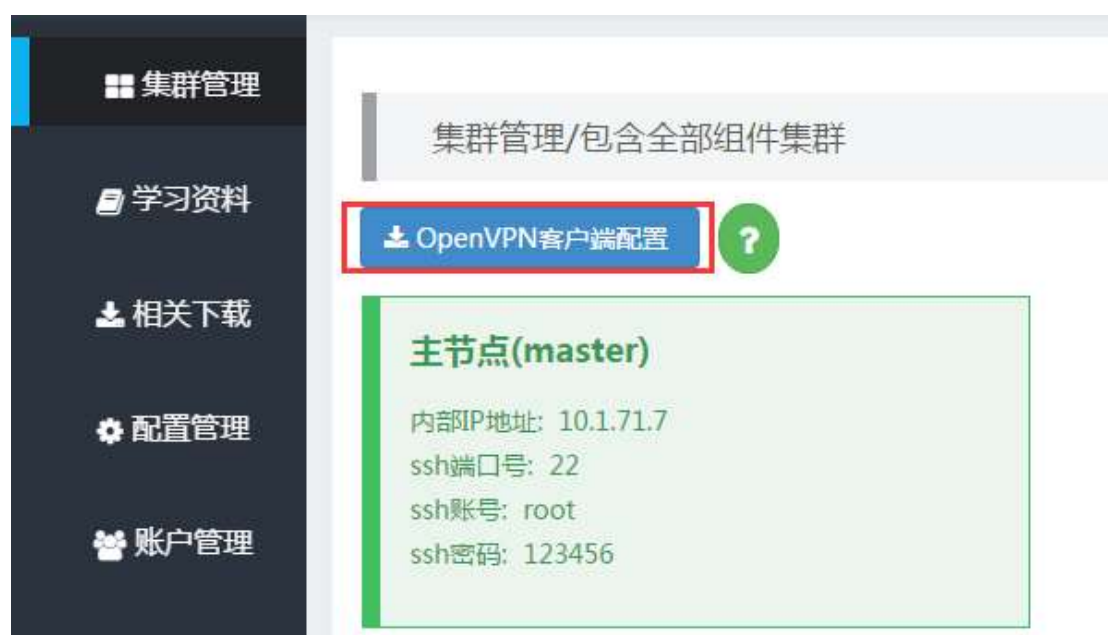 集群管理
学习资料
相关下载
配置管理
账户管理
集群管理/包含全部组件集群
OpenVPN客户端配置
?
主节点(master)
内部IP地址: 10.1.71.7
ssh端口号: 22
ssh账号: root
ssh密码: 123456